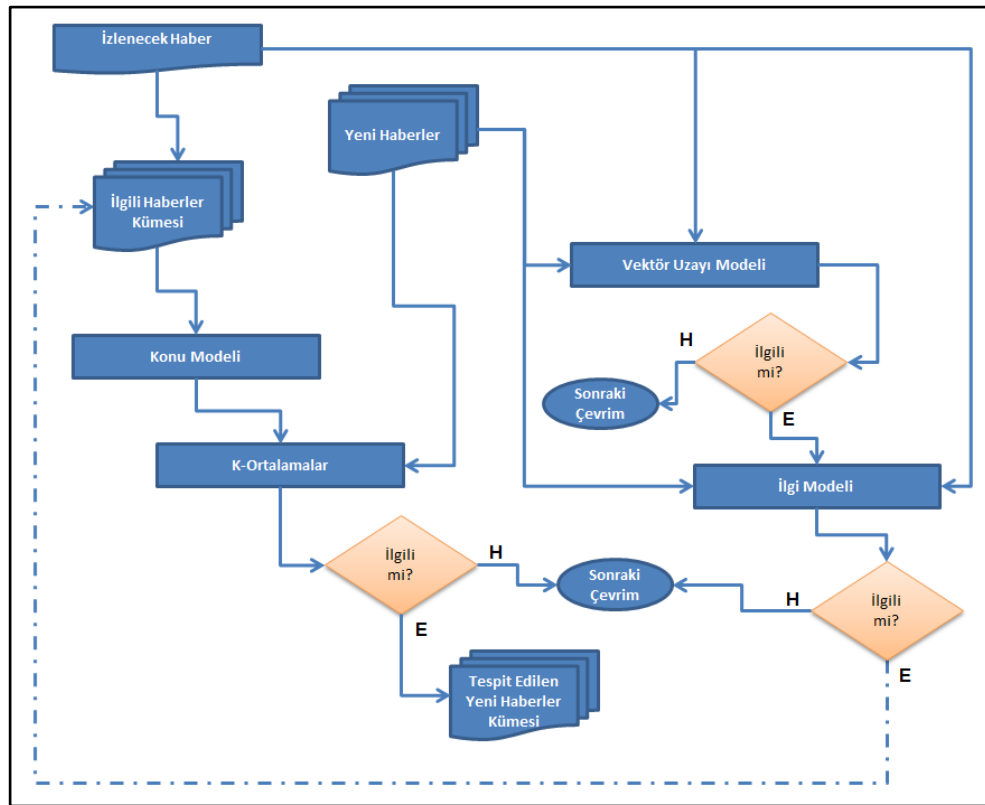 İzlenecek Haber
Yeni Haberler
İlgili Haberler
Kümesi
Vektör Uzayı Modeli
Konu Modeli
H
İlgili
mi?
Sonraki
Çevrim
E
K-Ortalamalar
İlgi Modeli
İlgili
mi?
H
E
Sonraki
Çevrim
H
İlgili
mi?
E
Tespit Edilen
Yeni Haberler
Kümesi